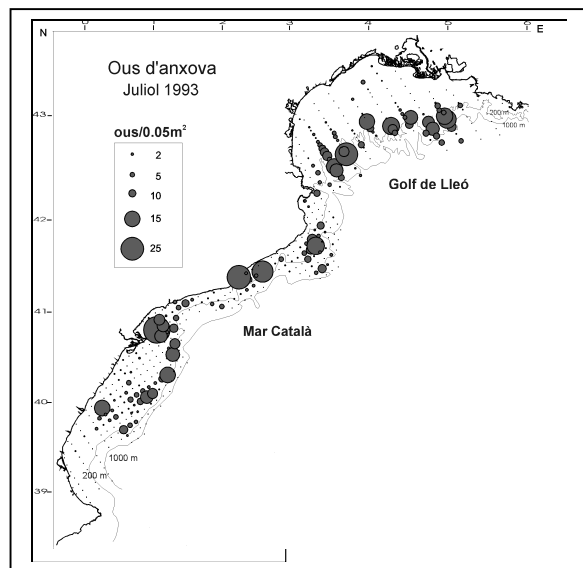 0 1 2 3 4 5 6
N E
Ous d'anxova
Juliol 1993
43
ous/0.05m²
2
5
10
15
25
200 m
1000 m
Golf de Lleó
42
41
Mar Català
40
1000 m
200 m
39